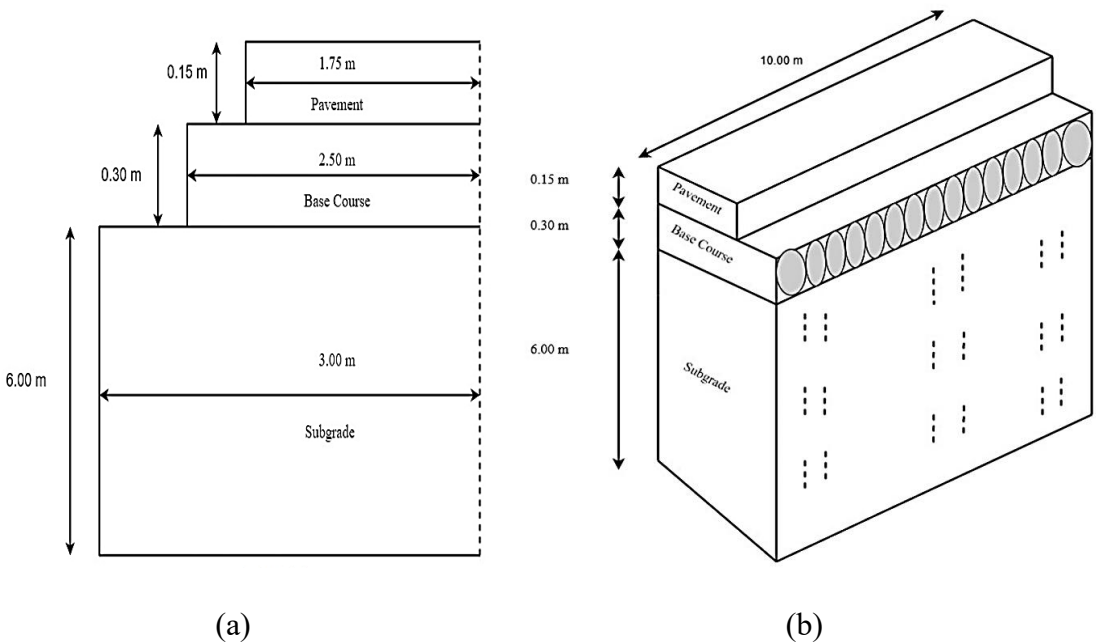 0.15 m
1.75 m
Pavement
0.30 m
2.50 m
Base Course
6.00 m
3.00 m
Subgrade
(a)
10.00 m
0.15 m
0.30 m
6.00 m
Pavement
Base Course
Subgrade
(b)